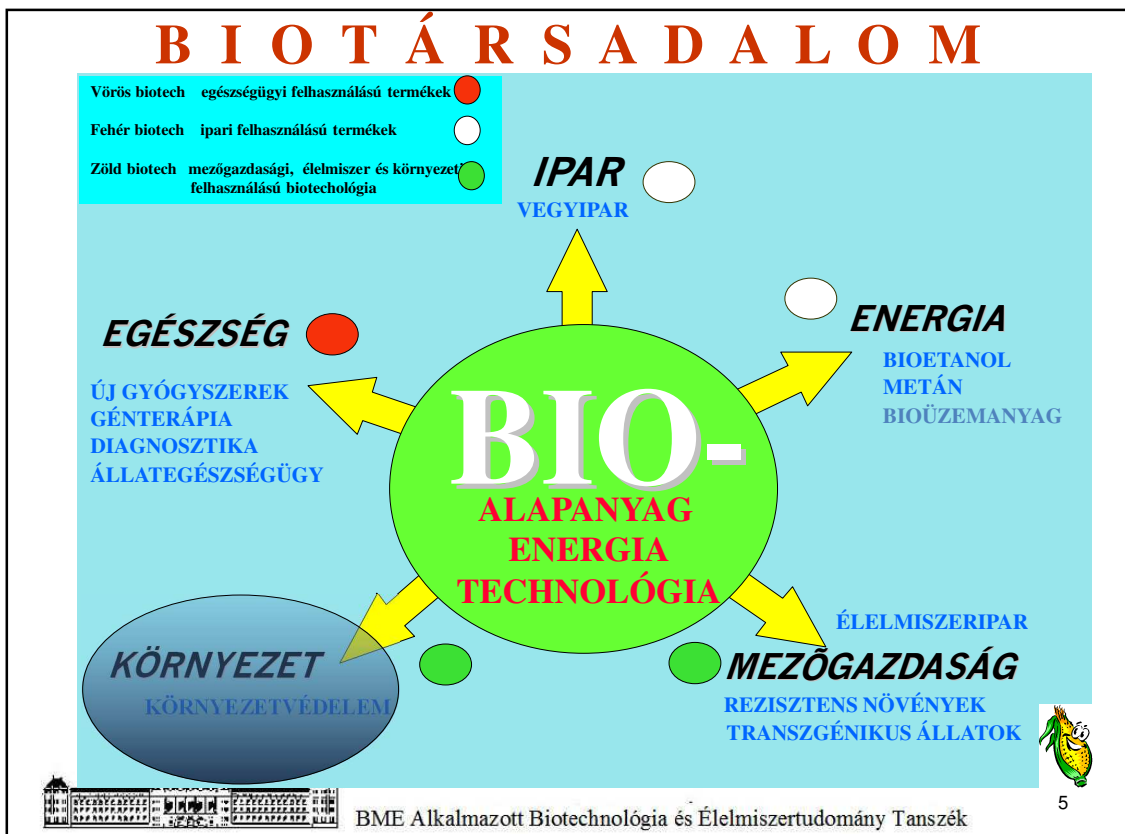 B I O T Á R S A D A L O M
Vörös biotech egészségügyi felhasználású termékek
Fehér biotech ipari felhasználású termékek
Zöld biotech mezőgazdasági, élelmiszer és környezeti
felhasználású biotechológia
IPAR
VEGYIPAR
EGÉSZSÉG
ÚJ GYÓGYSZEREK
GÉNTERÁPIA
DIAGNOSZTIKA
ÁLLATEGÉSZSÉGÜGY
ENERGIA
BIOETANOL
METÁN
BIOÜZEMANYAG
BIO-
ALAPANYAG
ENERGIA
TECHNOLÓGIA
KÖRNYEZET
KÖRNYEZETVÉDELEM
ÉLELMISZERIPAR
MEZÕGAZDASÁG
REZISZTENS NÖVÉNYEK
TRANSZGÉNIKUS ÁLLATOK
BME Alkalmazott Biotechnológia és Élelmiszertudomány Tanszék
5